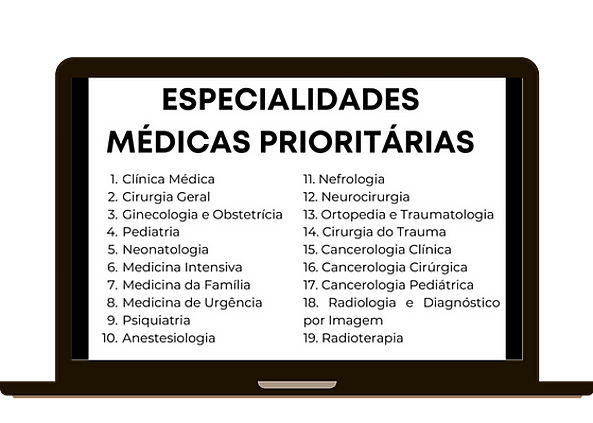 ESPECIALIDADES
MÉDICAS PRIORITÁRIAS
1. Clínica Médica
2. Cirurgia Geral
3. Ginecologia e Obstetrícia
4. Pediatria
5. Neonatologia
6. Medicina Intensiva
7. Medicina da Família
8. Medicina de Urgência
9. Psiquiatria
10. Anestesiologia
11. Nefrologia
12. Neurocirurgia
13. Ortopedia e Traumatologia
14. Cirurgia do Trauma
15. Cancerologia Clínica
16. Cancerologia Cirúrgica
17. Cancerologia Pediátrica
18. Radiologia e Diagnóstico
por Imagem
19. Radioterapia